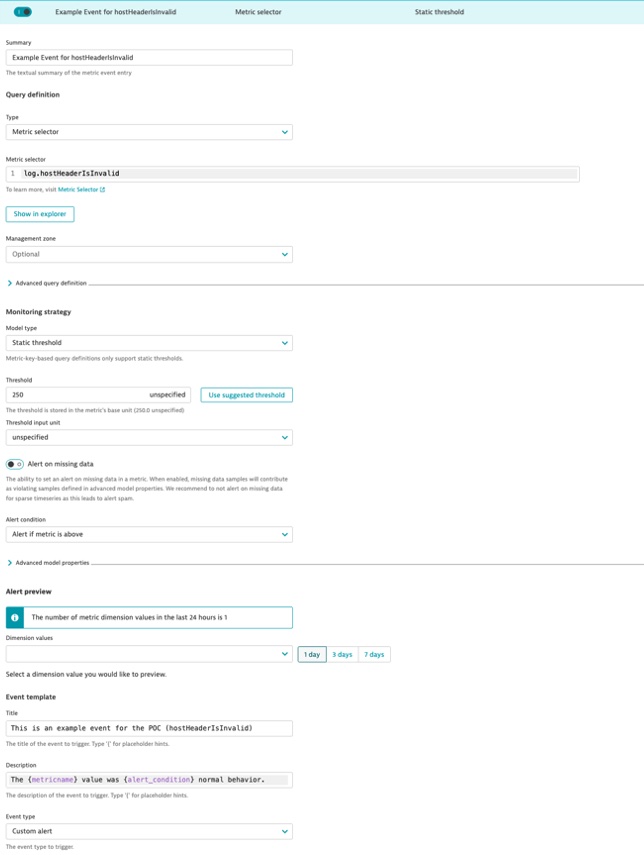 Example Event for hostHeaderIsInvalid Metric selector Static threshold
Summary
Example Event for hostHeaderIsInvalid
The textual summary of the metric event entry
Query definition
Type
Metric selector
Metric selector
1 log.hostHeaderIsInvalid
To learn more, visit Metric Selector
Show in explorer
Management zone
Optional
Advanced query definition
Monitoring strategy
Model type
Static threshold
Metric-key-based query definitions only support static thresholds.
Threshold
250 unspecified Use suggested threshold
The threshold is stored in the metric's base unit (250.0 unspecified)
Threshold input unit
unspecified
Alert on missing data
The ability to set an alert on missing data in a metric. When enabled, missing data samples will contribute
as violating samples defined in advanced model properties. We recommend to not alert on missing data
for sparse timeseries as this leads to alert spam.
Alert condition
Alert if metric is above
Advanced model properties
Alert preview
The number of metric dimension values in the last 24 hours is 1
Dimension values
1 day 3 days 7 days
Select a dimension value you would like to preview.
Event template
Title
This is an example event for the POC (hostHeaderIsInvalid)
The title of the event to trigger. Type '{' for placeholder hints.
Description
The {metricname} value was {alert_condition} normal behavior.
The description of the event to trigger. Type '{' for placeholder hints.
Event type
Custom alert
The event type to trigger.